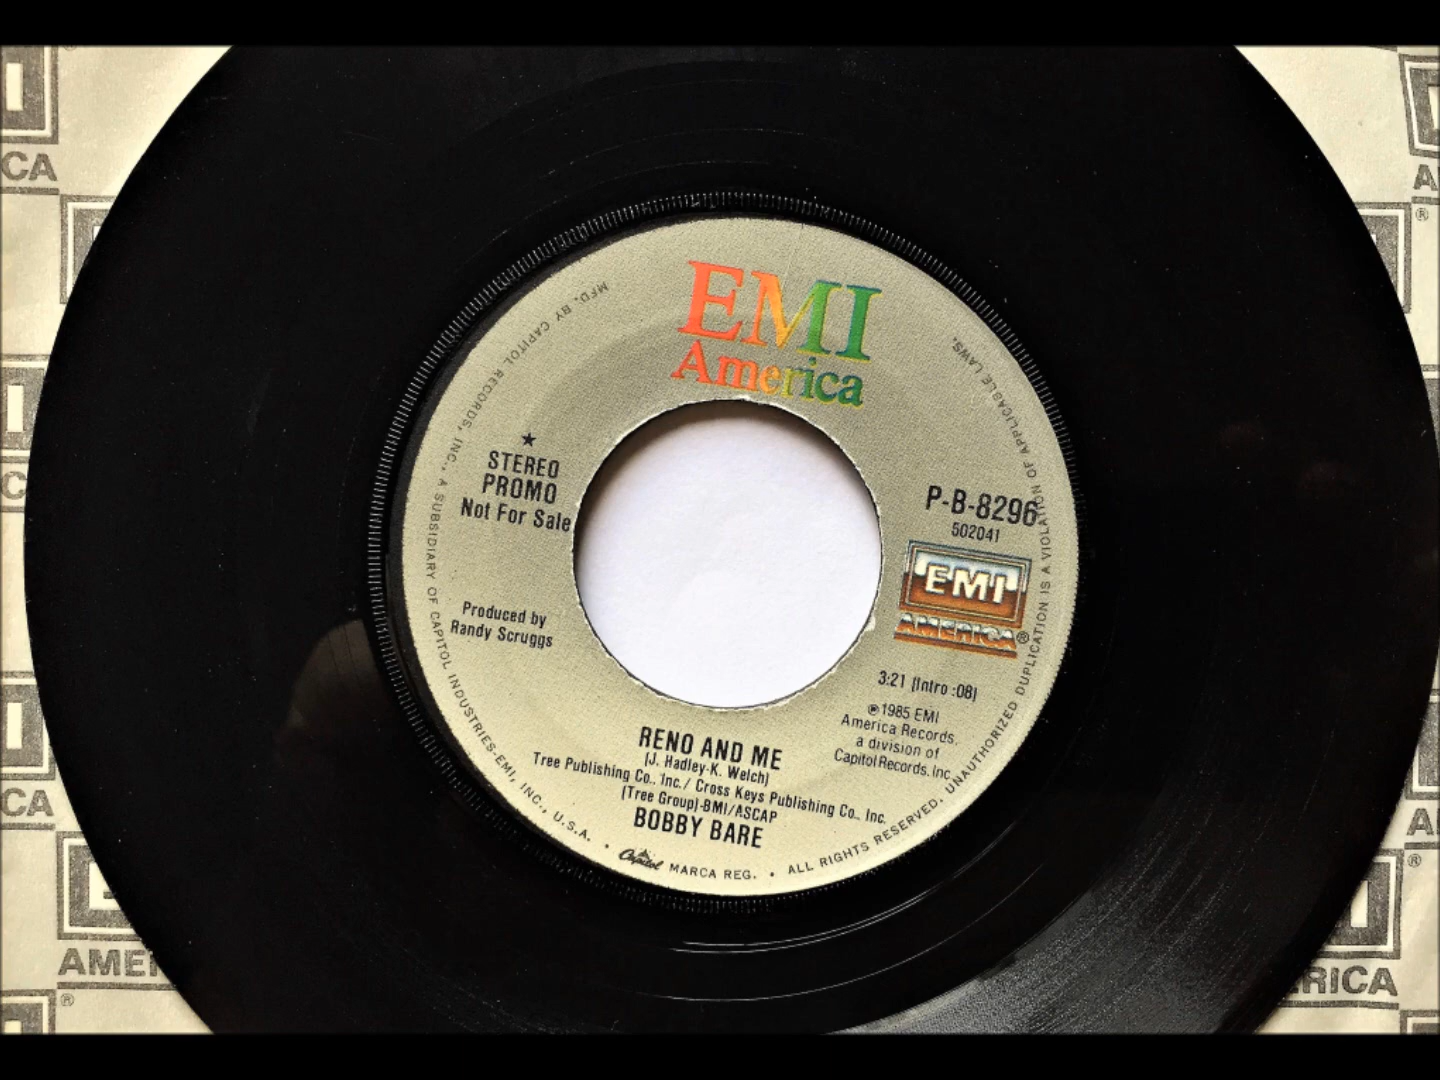 EMI
America
★
STEREO
PROMO
Not For Sale
P-B-8296
502041
EMI
AMERICA®
Produced by
Randy Scruggs
3:21 (Intro :08)
℗1985 EMI
America Records,
a division of
Capitol Records, Inc.
RENO AND ME
(J. Hadley-K. Welch)
Tree Publishing Co., Inc./ Cross Keys Publishing Co., Inc.
(Tree Group)-BMI/ASCAP
BOBBY BARE
MFD. BY CAPITOL RECORDS, INC., A SUBSIDIARY OF CAPITOL INDUSTRIES-EMI, INC., U.S.A. • Capitol MARCA REG. • ALL RIGHTS RESERVED. UNAUTHORIZED DUPLICATION IS A VIOLATION OF APPLICABLE LAWS.
CA
A
®
C
CA
A
®
AMERI
ERICA
®